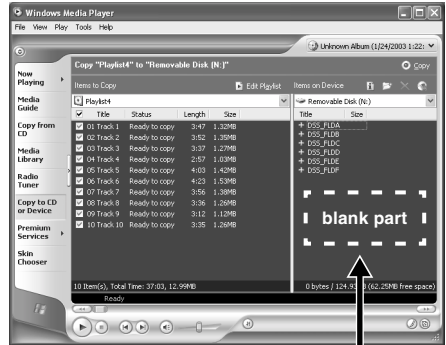 Windows Media Player
File View Play Tools Help
Unknown Album (1/24/2003 1:22:
Copy "Playlist4" to "Removable Disk (N:)"
Copy
Now Playing
Media Guide
Copy from CD
Media Library
Radio Tuner
Copy to CD or Device
Premium Services
Skin Chooser
Items to Copy
Edit Playlist
Playlist4
Title Status Length Size
01 Track 1 Ready to copy 3:47 1.32MB
02 Track 2 Ready to copy 3:52 1.35MB
03 Track 3 Ready to copy 3:37 1.27MB
04 Track 4 Ready to copy 2:57 1.03MB
05 Track 5 Ready to copy 4:03 1.42MB
06 Track 6 Ready to copy 4:23 1.53MB
07 Track 7 Ready to copy 3:56 1.38MB
08 Track 8 Ready to copy 3:36 1.26MB
09 Track 9 Ready to copy 3:12 1.12MB
10 Track 10 Ready to copy 3:35 1.26MB
10 Item(s), Total Time: 37:03, 12.99MB
Items on Device
Removable Disk (N:)
Title Size
+ DSS_FLDA
+ DSS_FLDB
+ DSS_FLDC
+ DSS_FLDD
+ DSS_FLDE
+ DSS_FLDF
blank part
0 bytes / 124.9 B (62.25MB free space)
Ready